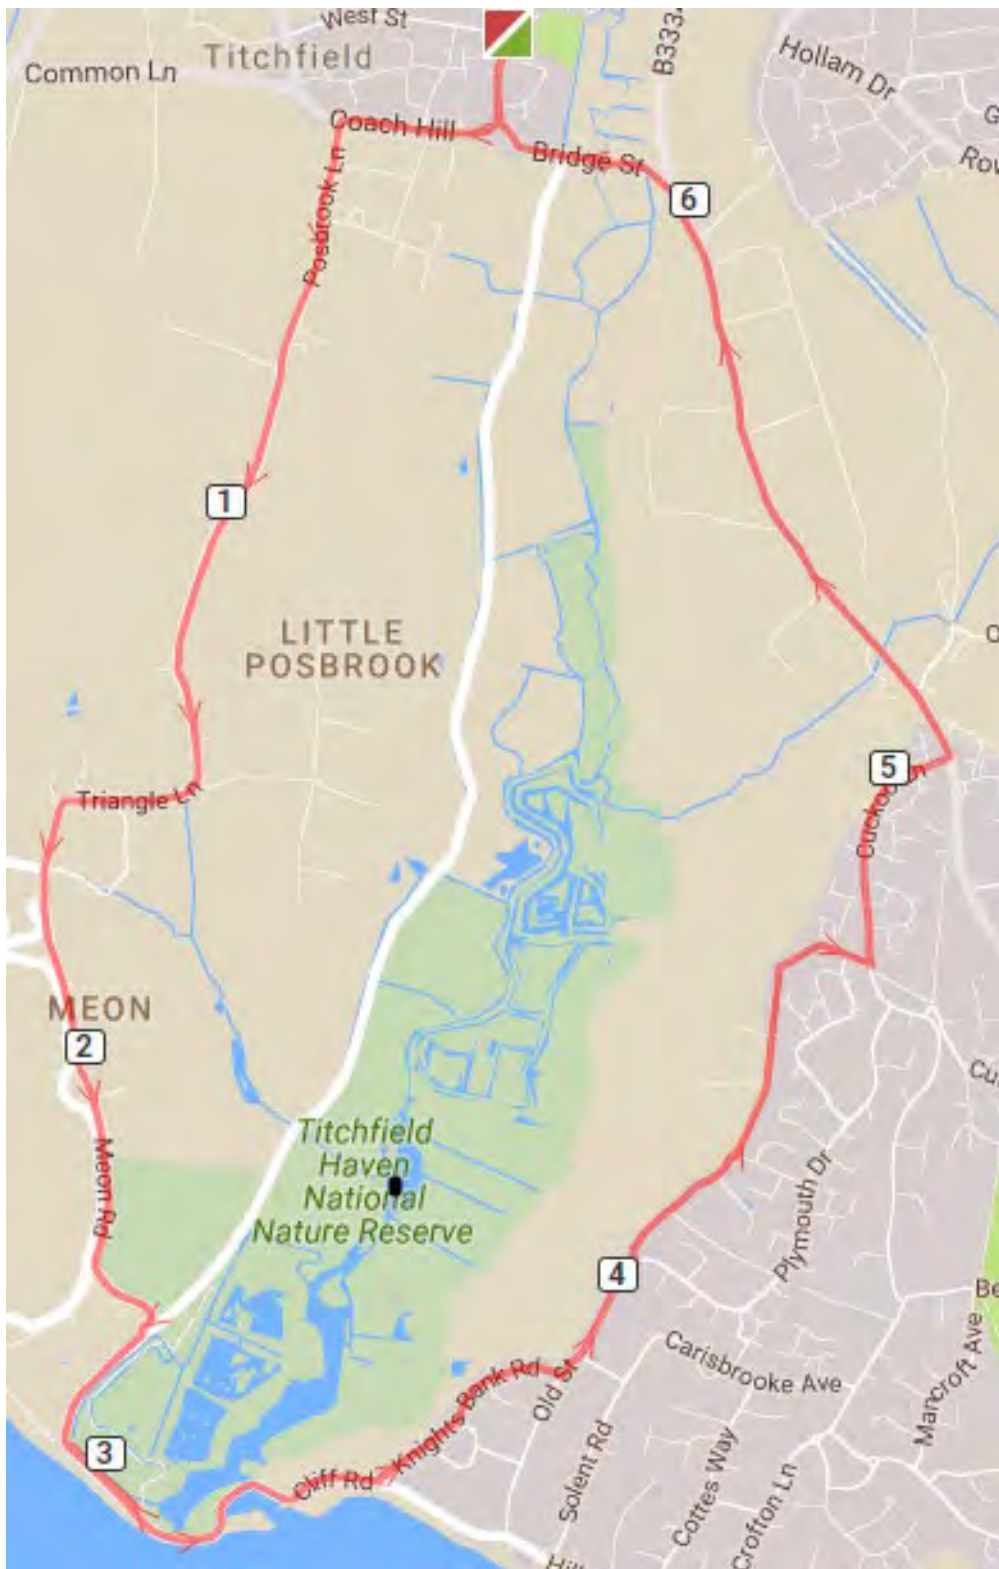 West St
Titchfield
Common Ln
Hollam Dr
Coach Hill
Bridge St
6
Posbrook Ln
1
LITTLE
POSBROOK
5
Triangle Ln
MEON
2
Meon Rd
Titchfield
Haven
National
Nature Reserve
Plymouth Dr
4
Carisbrooke Ave
Mancroft Ave
Knights Bank Rd
Old St
3
Cliff Rd
Solent Rd
Cottes Way
Crofton Ln